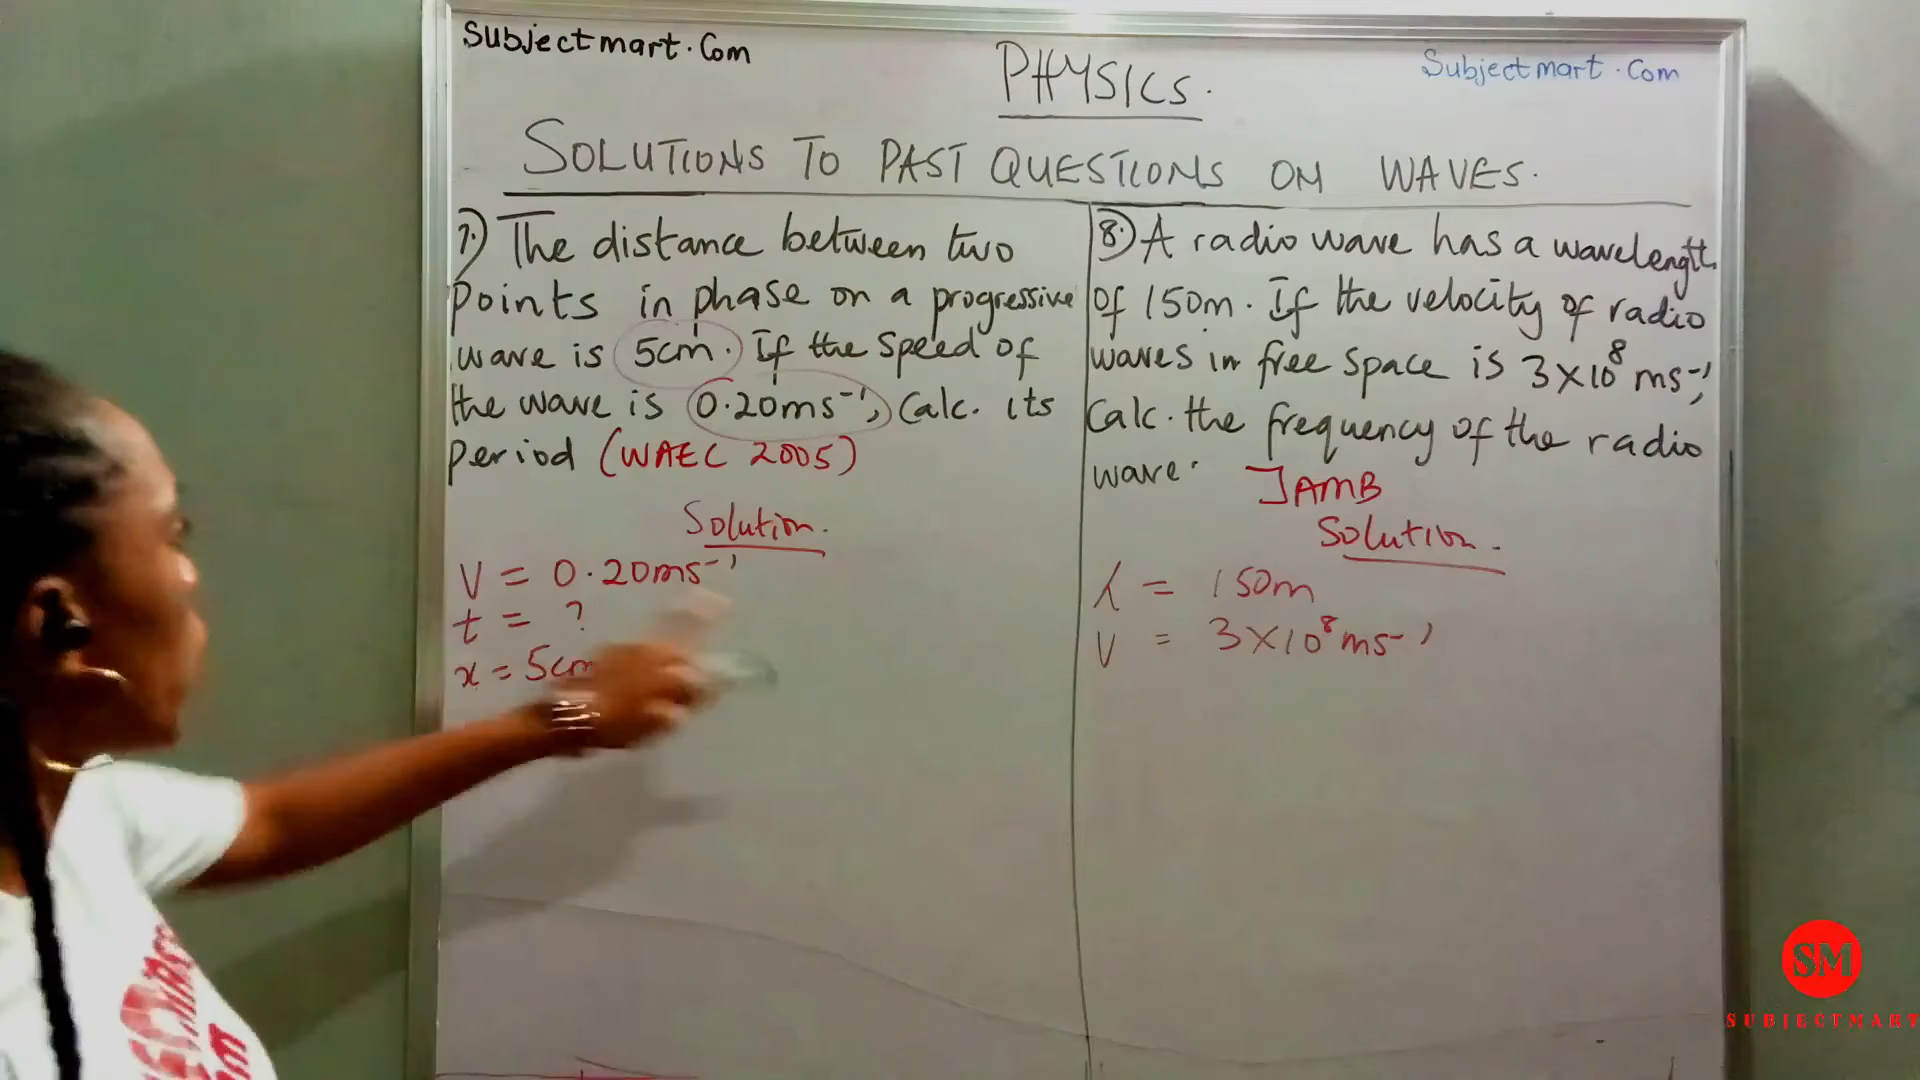 Subjectmart.Com
PHYSICS.
Subjectmart.Com
SOLUTIONS TO PAST QUESTIONS ON WAVES.
7.) The distance between two
points in phase on a progressive
wave is 5cm. If the speed of
the wave is 0.20ms⁻¹, Calc. its
period (WAEC 2005)
Solution.
V = 0.20ms⁻¹
t = ?
x = 5cm
8.) A radio wave has a wavelength
of 150m. If the velocity of radio
waves in free space is 3×10⁸ ms⁻¹,
Calc. the frequency of the radio
wave.
JAMB
Solution.
λ = 150m
V = 3×10⁸ms⁻¹
SM
SUBJECTMART